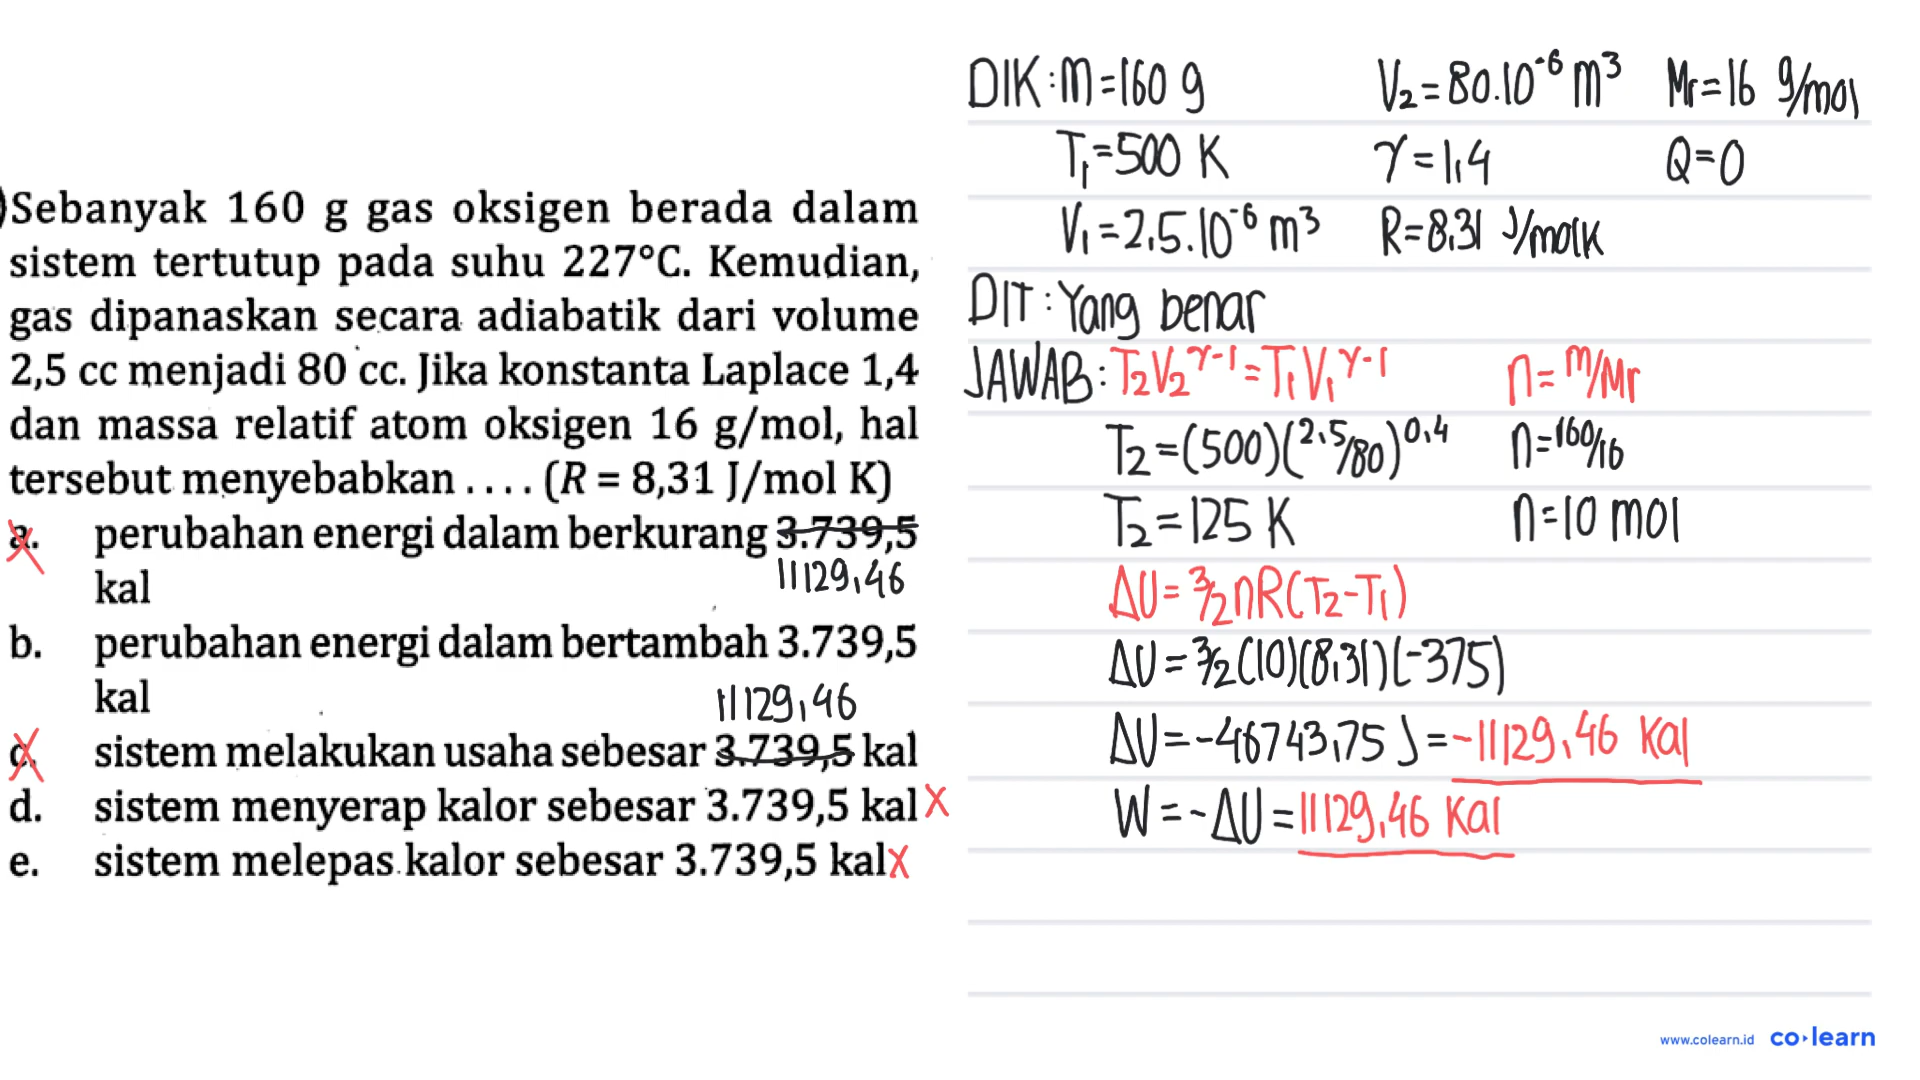 )Sebanyak 160 g gas oksigen berada dalam
sistem tertutup pada suhu 227°C. Kemudian,
gas dipanaskan secara adiabatik dari volume
2,5 cc menjadi 80 cc. Jika konstanta Laplace 1,4
dan massa relatif atom oksigen 16 g/mol, hal
tersebut menyebabkan . . . . (R = 8,31 J/mol K)
a. perubahan energi dalam berkurang 3.739,5
kal 11129,46
b. perubahan energi dalam bertambah 3.739,5
kal
11129,46
c. sistem melakukan usaha sebesar 3.739,5 kal
d. sistem menyerap kalor sebesar 3.739,5 kal X
e. sistem melepas kalor sebesar 3.739,5 kal X
DIK : m = 160 g V₂ = 80.10⁻⁶ m³ Mr = 16 g/mol
T₁ = 500 K γ = 1,4 Q = 0
V₁ = 2,5.10⁻⁶ m³ R = 8,31 J/molK
DIT : Yang benar
JAWAB : T₂V₂^γ-1 = T₁V₁^γ-1 n = m/Mr
T₂ = (500)(2,5/80)^0,4 n = 160/16
T₂ = 125 K n = 10 mol
ΔU = 3/2 nR(T₂-T₁)
ΔU = 3/2 (10)(8,31)(-375)
ΔU = -46743,75 J = -11129,46 Kal
W = -ΔU = 11129,46 Kal
www.colearn.id co·learn